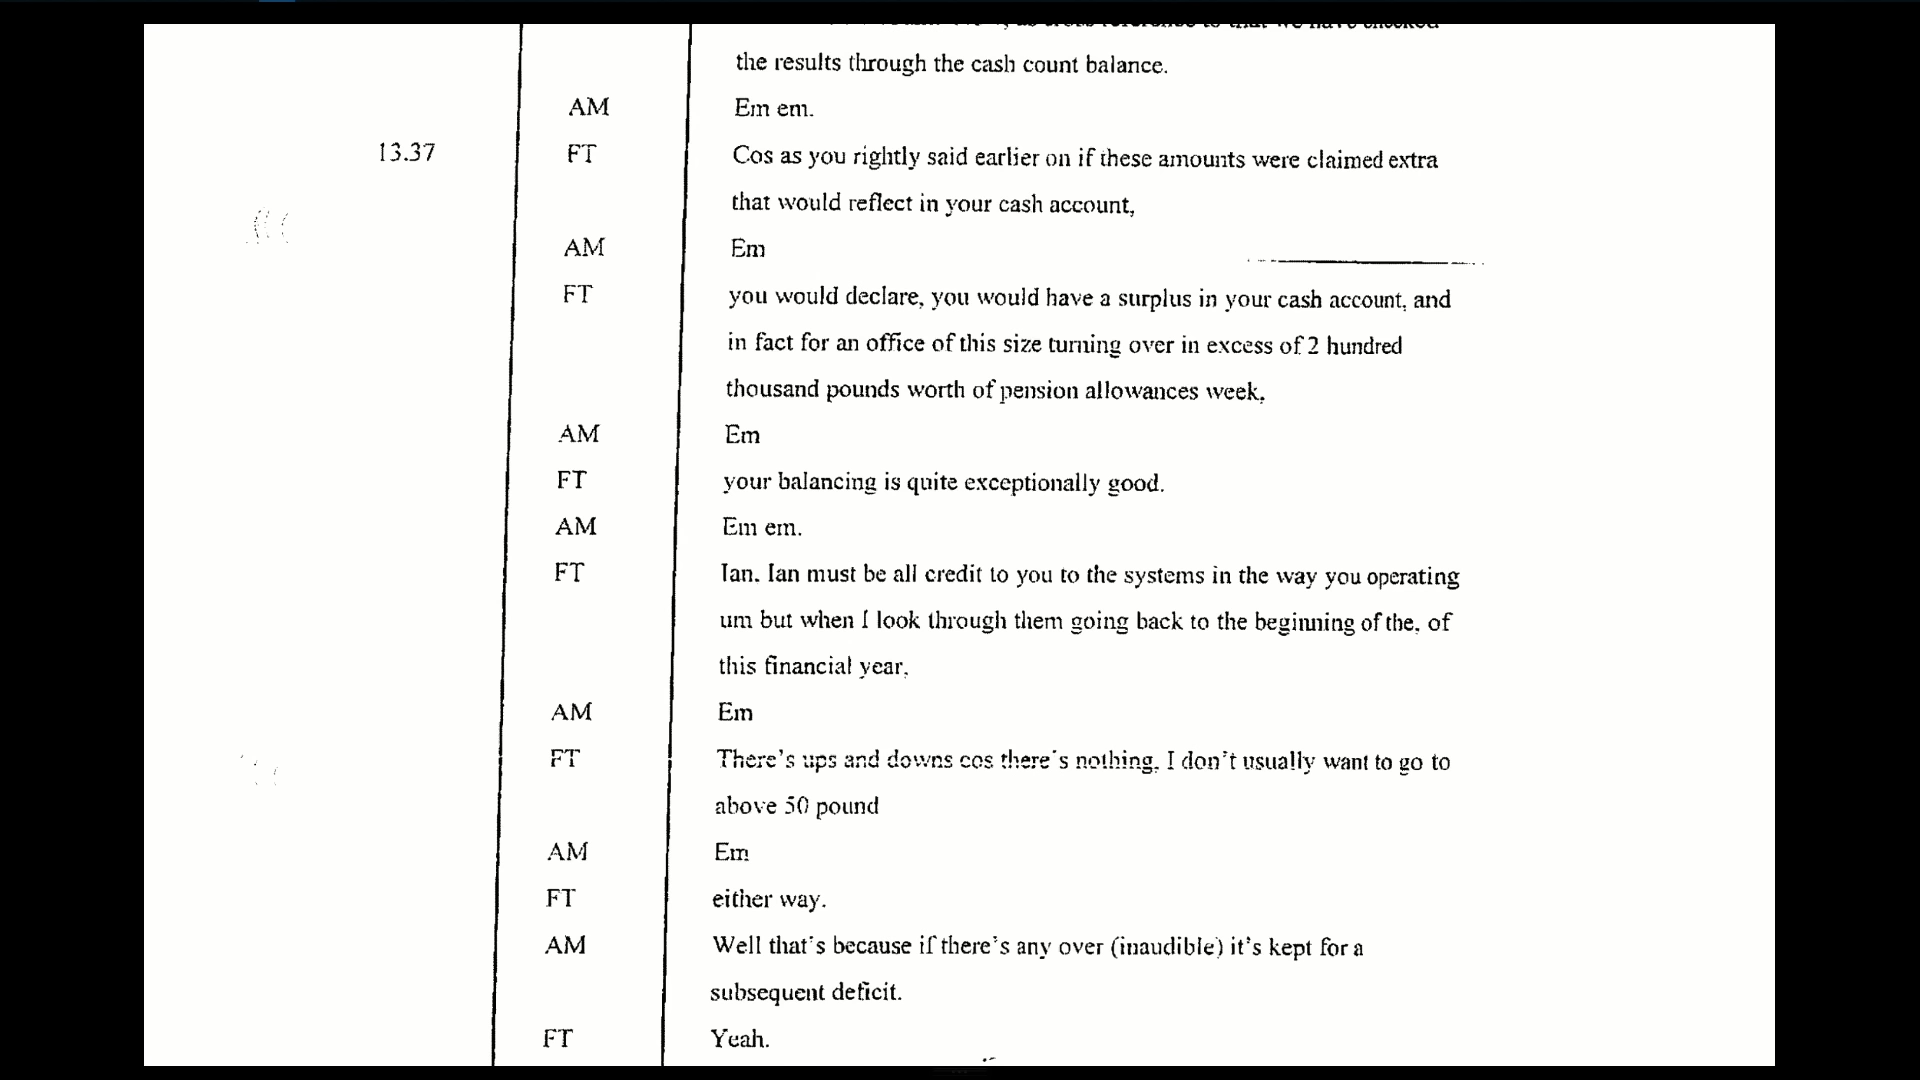 as cross reference to that we have checked
the results through the cash count balance.
AM Em em.
13.37 FT Cos as you rightly said earlier on if these amounts were claimed extra
that would reflect in your cash account,
AM Em
FT you would declare, you would have a surplus in your cash account, and
in fact for an office of this size turning over in excess of 2 hundred
thousand pounds worth of pension allowances week,
AM Em
FT your balancing is quite exceptionally good.
AM Em em.
FT Ian, Ian must be all credit to you to the systems in the way you operating
um but when I look through them going back to the beginning of the, of
this financial year,
AM Em
FT There's ups and downs cos there's nothing, I don't usually want to go to
above 50 pound
AM Em
FT either way.
AM Well that's because if there's any over (inaudible) it's kept for a
subsequent deficit.
FT Yeah.